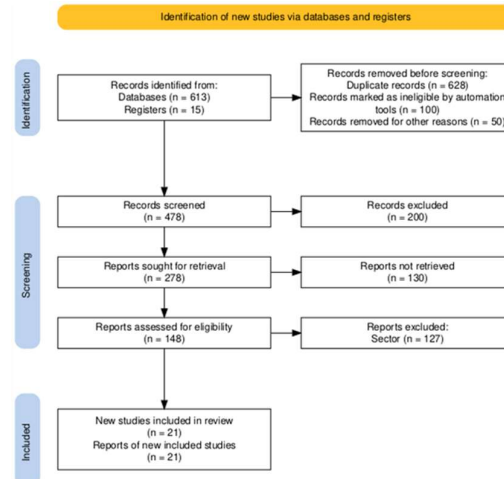 Identification of new studies via databases and registers
Identification
Records identified from:
Databases (n = 613)
Registers (n = 15)
Records removed before screening:
Duplicate records (n = 628)
Records marked as ineligible by automation
tools (n = 100)
Records removed for other reasons (n = 50)
Screening
Records screened
(n = 478)
Records excluded
(n = 200)
Reports sought for retrieval
(n = 278)
Reports not retrieved
(n = 130)
Reports assessed for eligibility
(n = 148)
Reports excluded:
Sector (n = 127)
Included
New studies included in review
(n = 21)
Reports of new included studies
(n = 21)